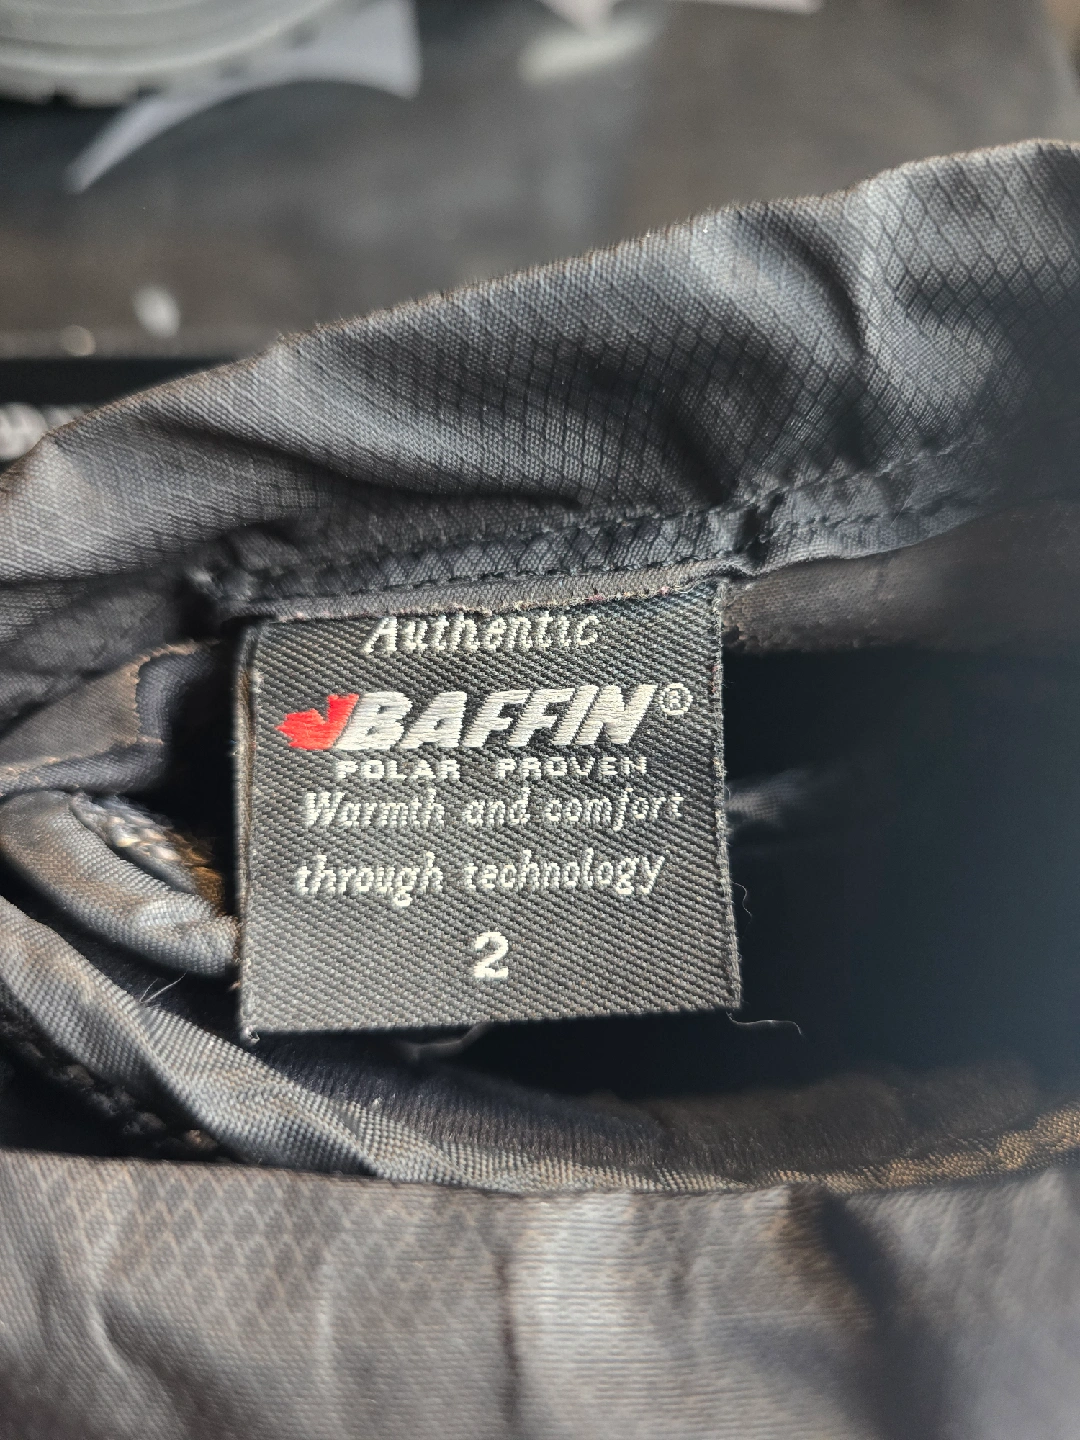 Authentic
BAFFIN®
POLAR PROVEN
Warmth and comfort
through technology
2